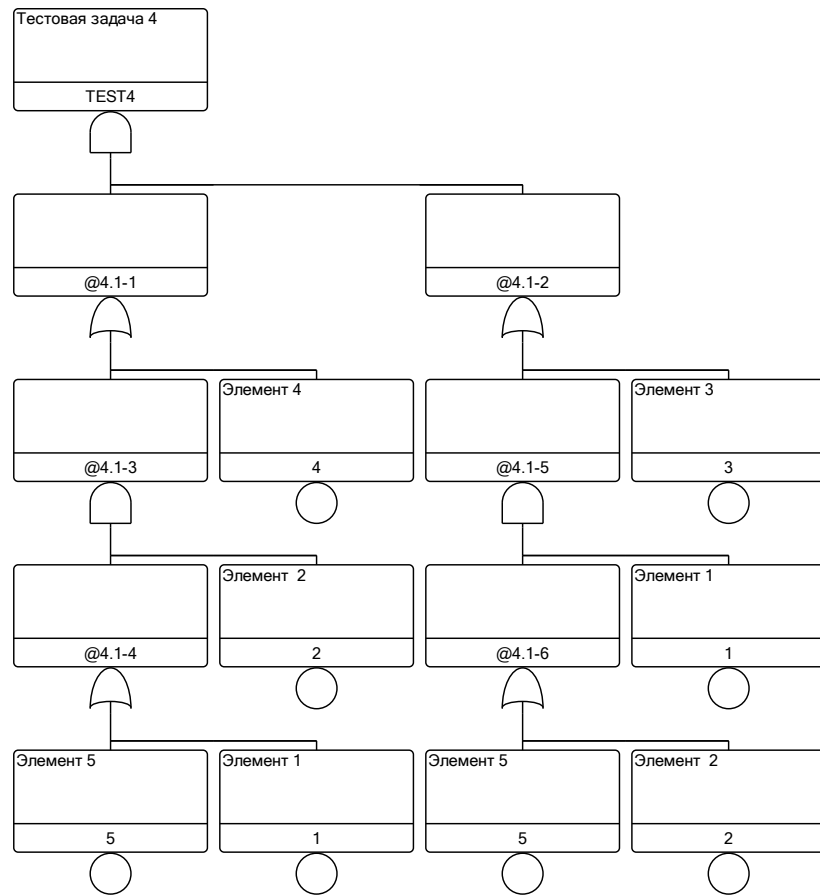 Тестовая задача 4
TEST4
@4.1-1
@4.1-2
@4.1-3
Элемент 4
4
@4.1-5
Элемент 3
3
@4.1-4
Элемент  2
2
@4.1-6
Элемент 1
1
Элемент 5
5
Элемент 1
1
Элемент 5
5
Элемент  2
2